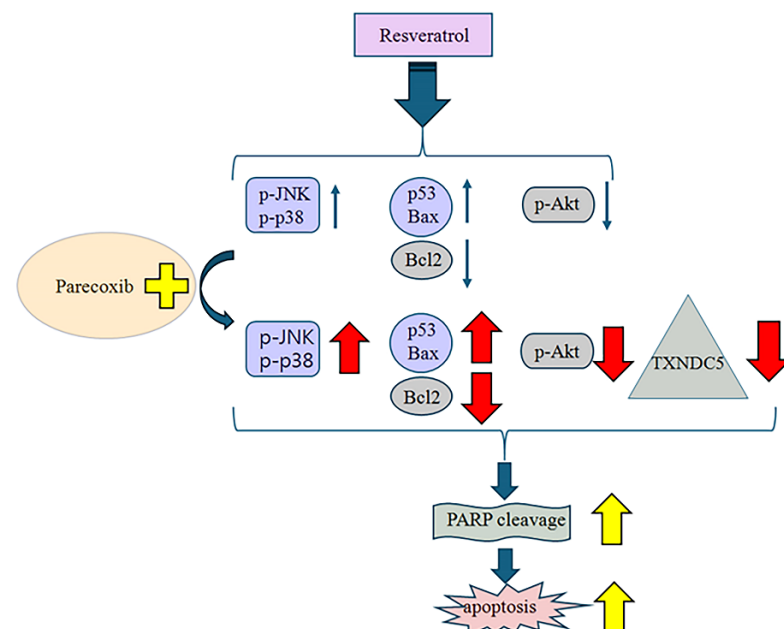 Resveratrol
p-JNK
p-p38
p53
Bax
p-Akt
Bcl2
Parecoxib
p-JNK
p-p38
p53
Bax
p-Akt
TXNDC5
Bcl2
PARP cleavage
apoptosis